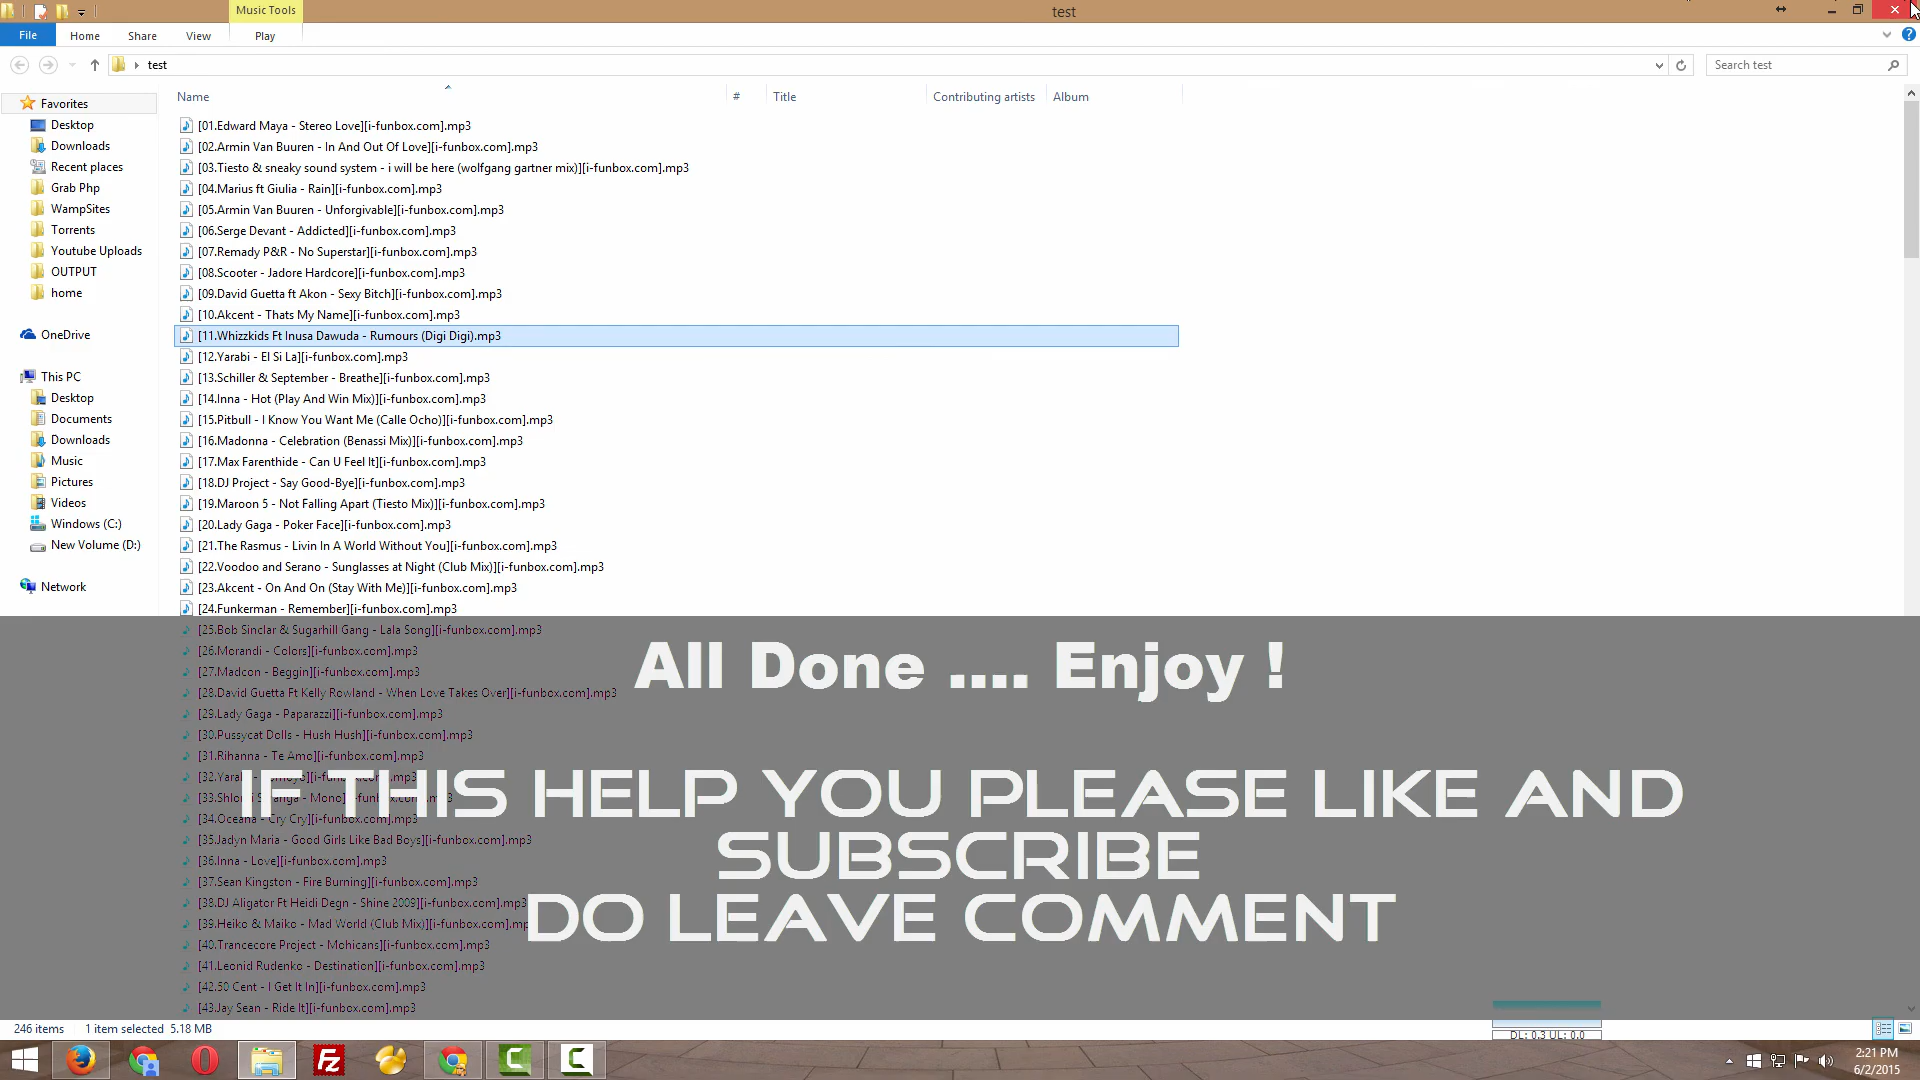 Music Tools
test
File
Home
Share
View
Play
test
Search test
Name
#
Title
Contributing artists
Album
Favorites
Desktop
Downloads
Recent places
Grab Php
WampSites
Torrents
Youtube Uploads
OUTPUT
home
OneDrive
This PC
Desktop
Documents
Downloads
Music
Pictures
Videos
Windows (C:)
New Volume (D:)
Network
[01.Edward Maya - Stereo Love][i-funbox.com].mp3
[02.Armin Van Buuren - In And Out Of Love][i-funbox.com].mp3
[03.Tiesto & sneaky sound system - i will be here (wolfgang gartner mix)][i-funbox.com].mp3
[04.Marius ft Giulia - Rain][i-funbox.com].mp3
[05.Armin Van Buuren - Unforgivable][i-funbox.com].mp3
[06.Serge Devant - Addicted][i-funbox.com].mp3
[07.Remady P&R - No Superstar][i-funbox.com].mp3
[08.Scooter - Jadore Hardcore][i-funbox.com].mp3
[09.David Guetta ft Akon - Sexy Bitch][i-funbox.com].mp3
[10.Akcent - Thats My Name][i-funbox.com].mp3
[11.Whizzkids Ft Inusa Dawuda - Rumours (Digi Digi).mp3
[12.Yarabi - El Si La][i-funbox.com].mp3
[13.Schiller & September - Breathe][i-funbox.com].mp3
[14.Inna - Hot (Play And Win Mix)][i-funbox.com].mp3
[15.Pitbull - I Know You Want Me (Calle Ocho)][i-funbox.com].mp3
[16.Madonna - Celebration (Benassi Mix)][i-funbox.com].mp3
[17.Max Farenthide - Can U Feel It][i-funbox.com].mp3
[18.DJ Project - Say Good-Bye][i-funbox.com].mp3
[19.Maroon 5 - Not Falling Apart (Tiesto Mix)][i-funbox.com].mp3
[20.Lady Gaga - Poker Face][i-funbox.com].mp3
[21.The Rasmus - Livin In A World Without You][i-funbox.com].mp3
[22.Voodoo and Serano - Sunglasses at Night (Club Mix)][i-funbox.com].mp3
[23.Akcent - On And On (Stay With Me)][i-funbox.com].mp3
[24.Funkerman - Remember][i-funbox.com].mp3
[25.Bob Sinclar & Sugarhill Gang - Lala Song][i-funbox.com].mp3
[26.Morandi - Colors][i-funbox.com].mp3
[27.Madcon - Beggin][i-funbox.com].mp3
[28.David Guetta Ft Kelly Rowland - When Love Takes Over][i-funbox.com].mp3
[29.Lady Gaga - Paparazzi][i-funbox.com].mp3
[30.Pussycat Dolls - Hush Hush][i-funbox.com].mp3
[31.Rihanna - Te Amo][i-funbox.com].mp3
[33.Shlomi - Mono][i-funbox.com].mp3
[34.Oceana - Cry Cry][i-funbox.com].mp3
[35.Jadyn Maria - Good Girls Like Bad Boys][i-funbox.com].mp3
[36.Inna - Love][i-funbox.com].mp3
[37.Sean Kingston - Fire Burning][i-funbox.com].mp3
[38.DJ Aligator Ft Heidi Degn - Shine 2009][i-funbox.com].mp3
[39.Heiko & Maiko - Mad World (Club Mix)][i-funbox.com].mp3
[40.Trancecore Project - Mohicans][i-funbox.com].mp3
[41.Leonid Rudenko - Destination][i-funbox.com].mp3
[42.50 Cent - I Get It In][i-funbox.com].mp3
[43.Jay Sean - Ride It][i-funbox.com].mp3
All Done .... Enjoy !
IF THIS HELP YOU PLEASE LIKE AND
SUBSCRIBE
DO LEAVE COMMENT
246 items
1 item selected 5.18 MB
DL: 0.3 UL: 0.0
2:21 PM
6/2/2015